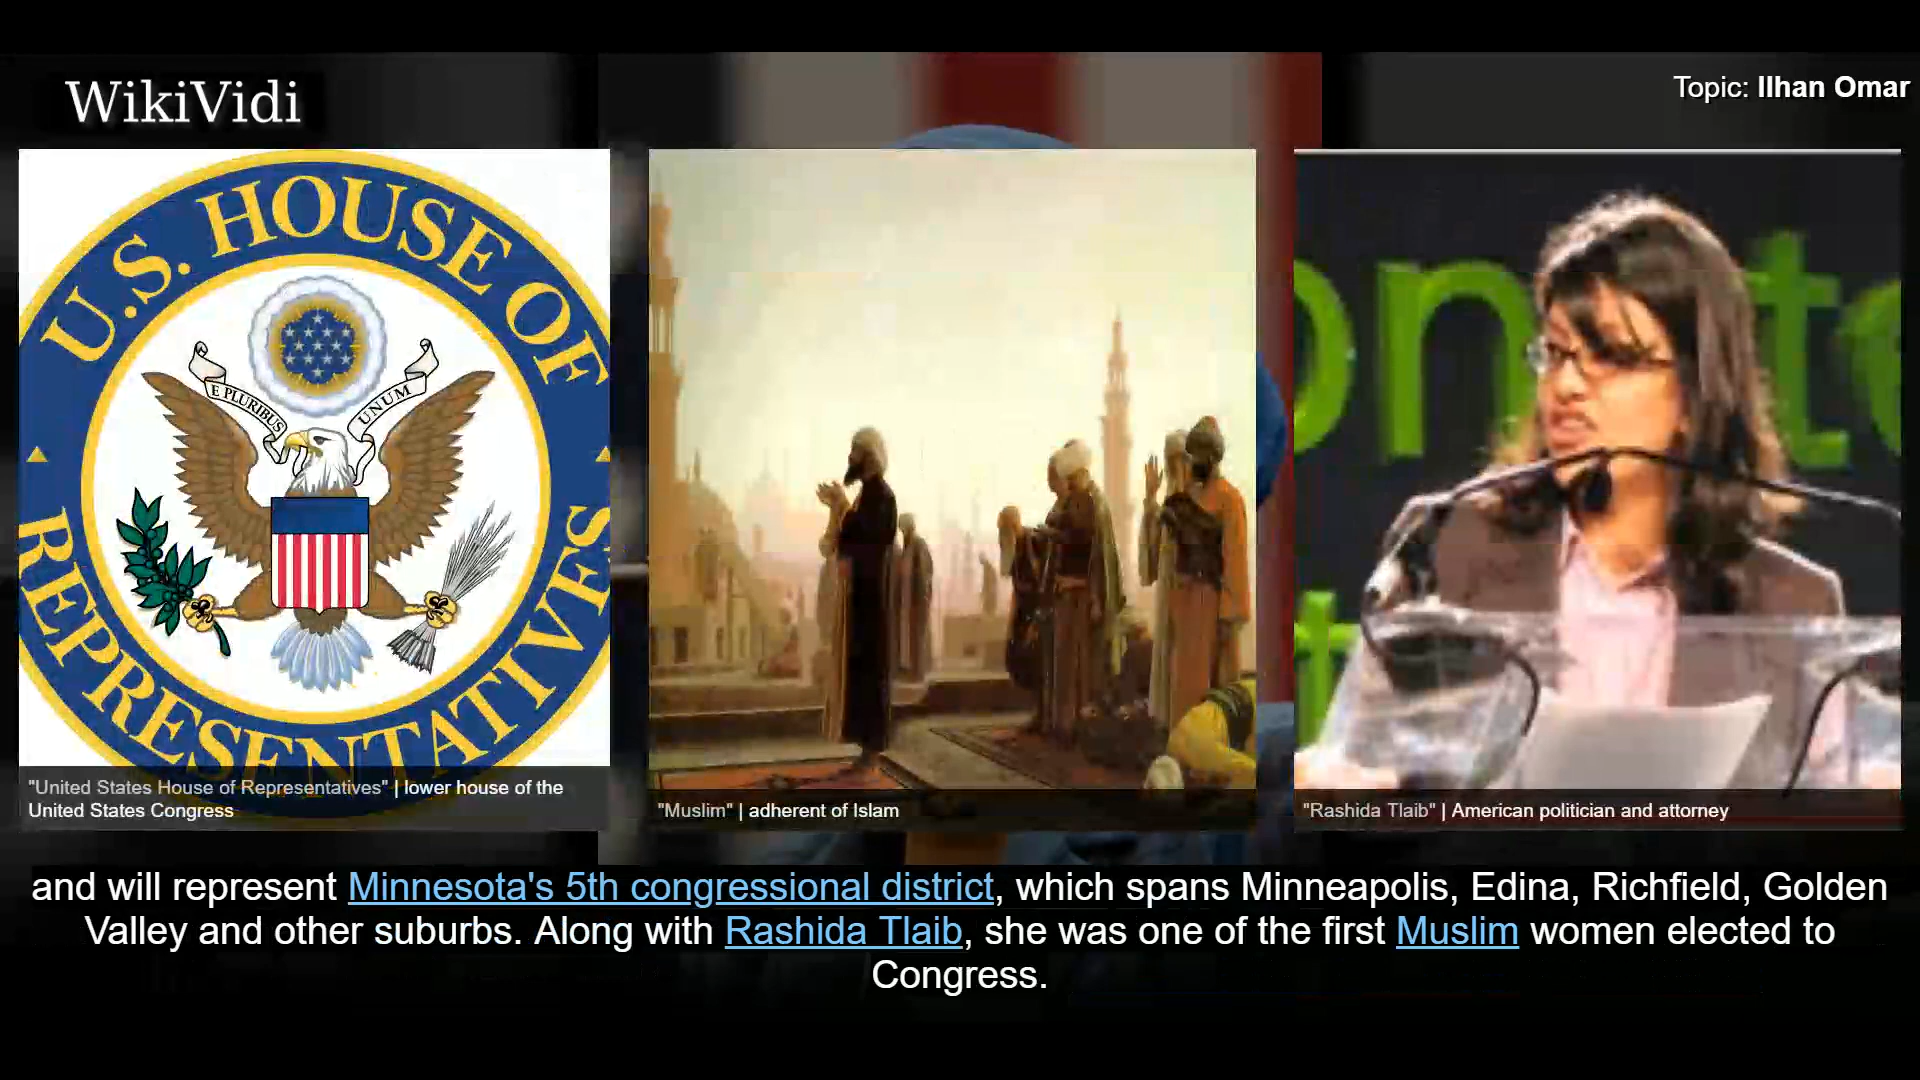 WikiVidi
Topic: Ilhan Omar
U.S. HOUSE OF
REPRESENTATIVES
E PLURIBUS
UNUM
"United States House of Representatives" | lower house of the
United States Congress
"Muslim" | adherent of Islam
"Rashida Tlaib" | American politician and attorney
and will represent Minnesota's 5th congressional district, which spans Minneapolis, Edina, Richfield, Golden
Valley and other suburbs. Along with Rashida Tlaib, she was one of the first Muslim women elected to
Congress.